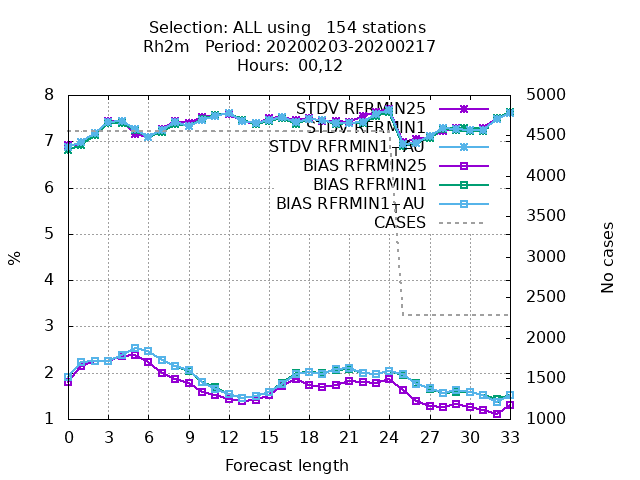 Selection: ALL using   154 stations
Rh2m   Period: 20200203-20200217
Hours: 00,12
8 5000
STDV RFRMIN25
STDV RFRMIN1
4500
7
STDV RFRMIN1_AU
BIAS RFRMIN25
4000
6
BIAS RFRMIN1
BIAS RFRMIN1_AU
3500
CASES
5
3000
%
No cases
4
2500
3
2000
2
1500
1 1000
0 3 6 9 12 15 18 21 24 27 30 33
Forecast length